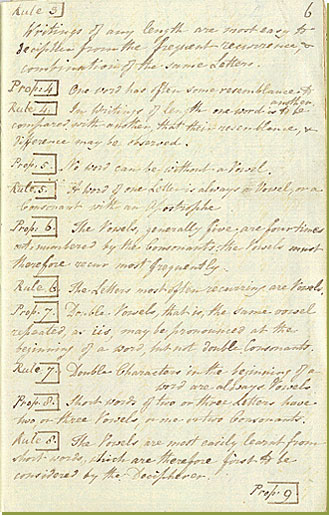 6
Rule 3
Writings of any length are most easy to
decipher from the frequent recurrence, &
combination of the same Letters.
Prop: 4. One word has often some resemblance to another
Rule 4. In Writings of length one word is to be
compared with another, that their resemblance, &
difference may be observed.
Prop. 5. No word can be without a Vowel.
Rule 5. A word of one Letter is always a Vowel, or a
Consonant with an Apostrophe
Prop. 6. The Vowels, generally five, are four times
outnumbered by the Consonants; the Vowels must
therefore recur most frequently.
Rule 6. The Letters most often recurring are Vowels.
Prop. 7. Double Vowels, that is, the same vowel
repeated, as ii, may be pronounced at the
beginning of a word, but not double Consonants.
Rule 7. Double Characters in the beginning of a
word are always Vowels
Prop. 8. Short words of two or three Letters have
two or three Vowels, or one or two Consonants.
Rule 8. The Vowels are most easily learnt from
short words, which are therefore first to be
considered by the Decipherer.
Prop: 9